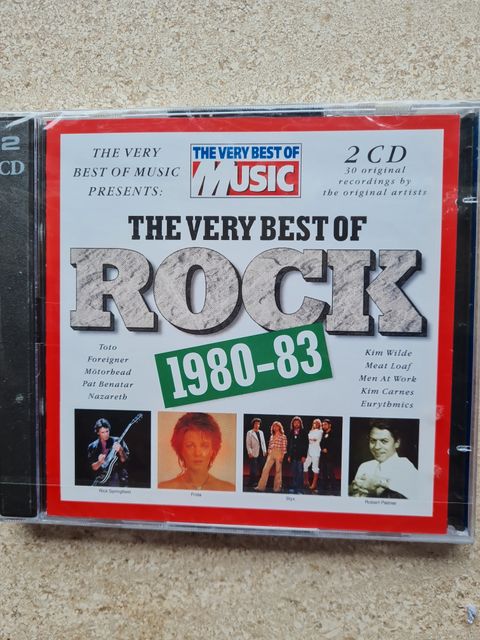 2
CD
THE VERY
BEST OF MUSIC
PRESENTS:
THE VERY BEST OF
MUSIC
2 CD
30 original
recordings by
the original artists
THE VERY BEST OF
ROCK
1980-83
Toto
Foreigner
Mötorhead
Pat Benatar
Nazareth
Kim Wilde
Meat Loaf
Men At Work
Kim Carnes
Eurythmics
Rick Springfield
Frida
Styx
Robert Palmer